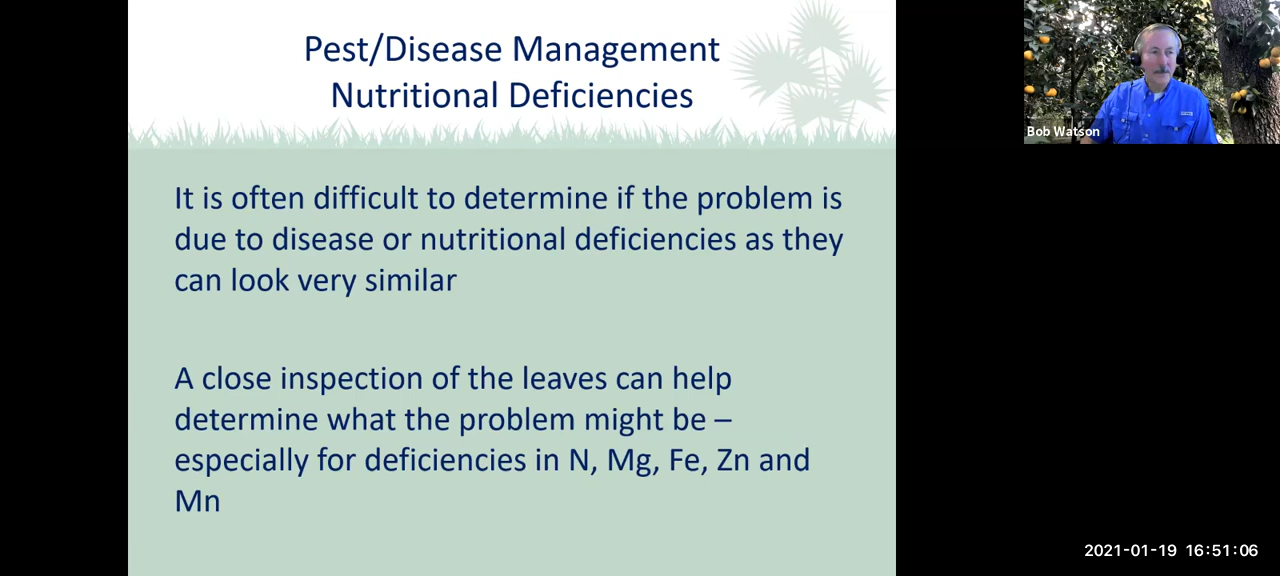 Pest/Disease Management
Nutritional Deficiencies
Bob Watson
It is often difficult to determine if the problem is
due to disease or nutritional deficiencies as they
can look very similar
A close inspection of the leaves can help
determine what the problem might be –
especially for deficiencies in N, Mg, Fe, Zn and
Mn
2021-01-19 16:51:06